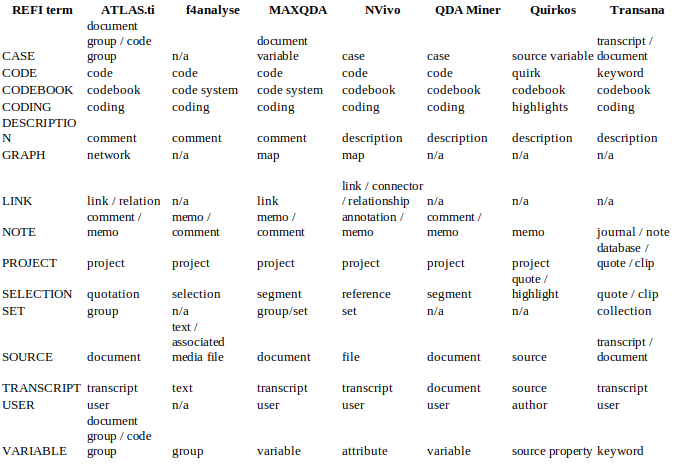 REFI term ATLAS.ti f4analyse MAXQDA NVivo QDA Miner Quirkos Transana
document
group / code document transcript /
CASE group n/a variable case case source variable document
CODE code code code code code quirk keyword
CODEBOOK codebook code system code system codebook codebook codebook codebook
CODING coding coding coding coding coding highlights coding
DESCRIPTIO
N comment comment comment description description description description
GRAPH network n/a map map n/a n/a n/a
link / connector
LINK link / relation n/a link / relationship n/a n/a n/a
comment / memo / memo / annotation / comment /
NOTE memo comment comment memo memo memo journal / note
database /
PROJECT project project project project project project quote / clip
quote /
SELECTION quotation selection segment reference segment highlight quote / clip
SET group n/a group/set set n/a n/a collection
text /
associated transcript /
SOURCE document media file document file document source document
TRANSCRIPT transcript text transcript transcript document source transcript
USER user n/a user user user author user
document
group / code
VARIABLE group group variable attribute variable source property keyword